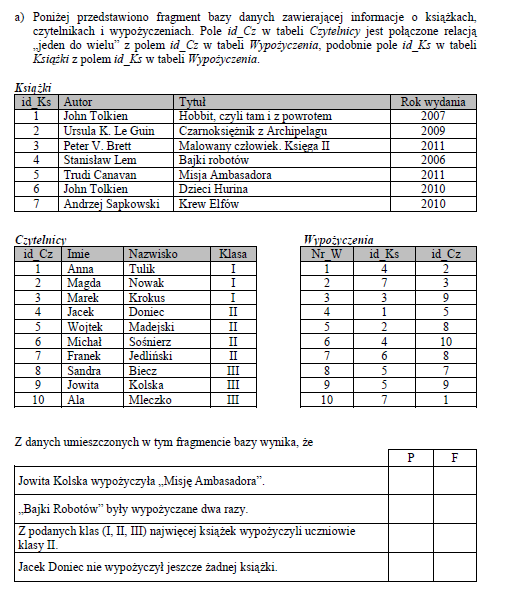 a) Poniżej przedstawiono fragment bazy danych zawierającej informacje o książkach,
czytelnikach i wypożyczeniach. Pole id_Cz w tabeli Czytelnicy jest połączone relacją
„jeden do wielu” z polem id_Cz w tabeli Wypożyczenia, podobnie pole id_Ks w tabeli
Książki z polem id_Ks w tabeli Wypożyczenia.
Książki
id_Ks Autor Tytuł Rok wydania
1 John Tolkien Hobbit, czyli tam i z powrotem 2007
2 Ursula K. Le Guin Czarnoksiężnik z Archipelagu 2009
3 Peter V. Brett Malowany człowiek. Księga II 2011
4 Stanisław Lem Bajki robotów 2006
5 Trudi Canavan Misja Ambasadora 2011
6 John Tolkien Dzieci Hurina 2010
7 Andrzej Sapkowski Krew Elfów 2010
Czytelnicy
id_Cz Imie Nazwisko Klasa
1 Anna Tulik I
2 Magda Nowak I
3 Marek Krokus I
4 Jacek Doniec II
5 Wojtek Madejski II
6 Michał Sośnierz II
7 Franek Jedliński II
8 Sandra Biecz III
9 Jowita Kolska III
10 Ala Mleczko III
Wypożyczenia
Nr_W id_Ks id_Cz
1 4 2
2 7 3
3 3 9
4 1 5
5 2 8
6 4 10
7 6 8
8 5 7
9 5 9
10 7 1
Z danych umieszczonych w tym fragmencie bazy wynika, że
P F
Jowita Kolska wypożyczyła „Misję Ambasadora”.
„Bajki Robotów” były wypożyczane dwa razy.
Z podanych klas (I, II, III) najwięcej książek wypożyczyli uczniowie
klasy II.
Jacek Doniec nie wypożyczył jeszcze żadnej książki.